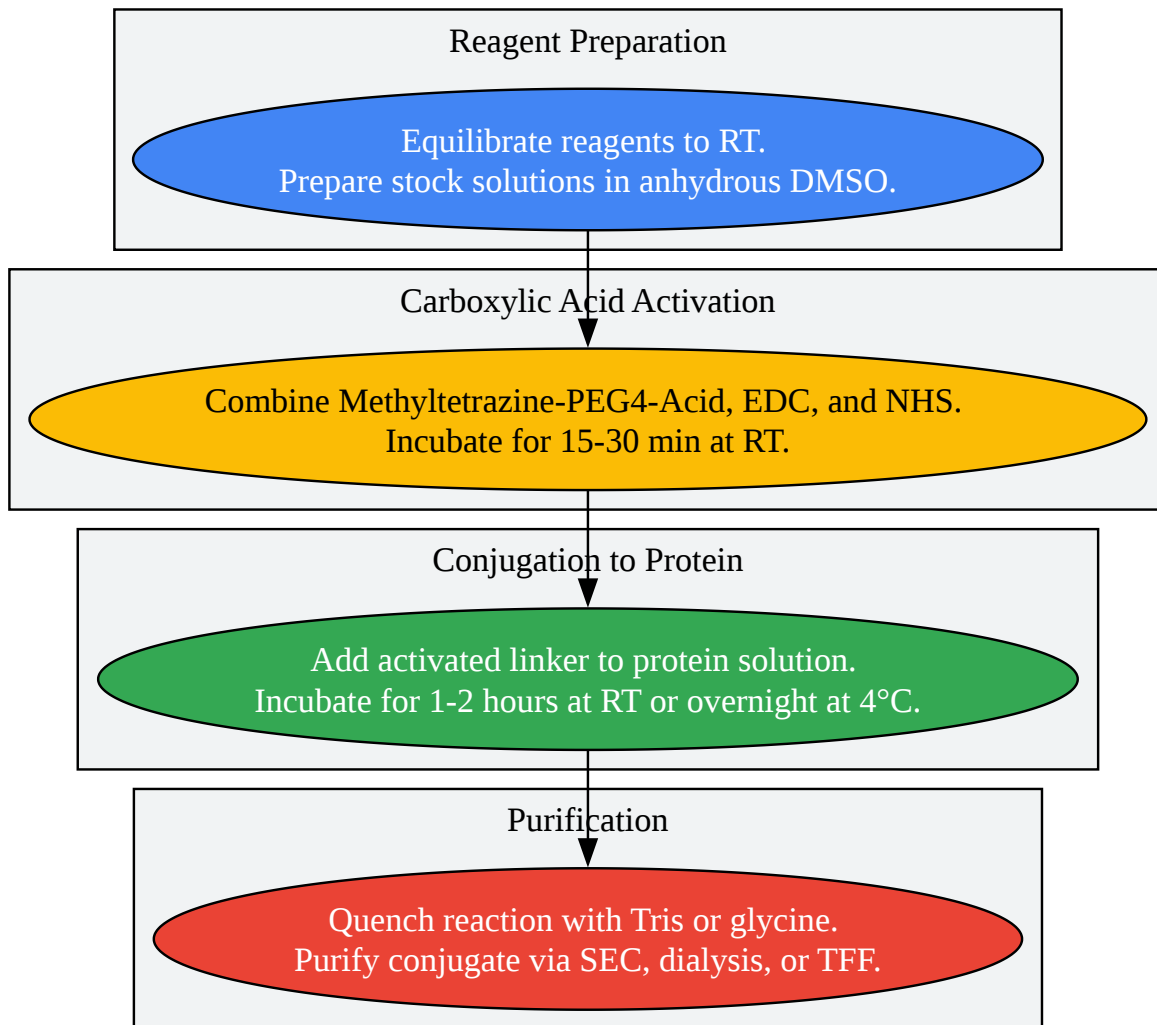 Reagent Preparation
Equilibrate reagents to RT.
Prepare stock solutions in anhydrous DMSO.
Carboxylic Acid Activation
Combine Methyltetrazine-PEG4-Acid, EDC, and NHS.
Incubate for 15-30 min at RT.
Conjugation to Protein
Add activated linker to protein solution.
Incubate for 1-2 hours at RT or overnight at 4°C.
Purification
Quench reaction with Tris or glycine.
Purify conjugate via SEC, dialysis, or TFF.